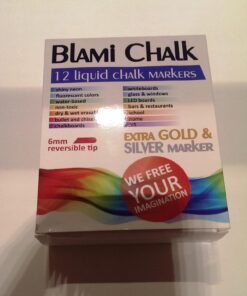 Blami Chalk
12 liquid chalk markers
shiny neon
fluorescent colors
water-based
non-toxic
dry & wet erasable
bullet and chisel
chalkboards
whiteboards
glass & windows
LED boards
bars & restaurants
school
home
6mm
reversible tip
EXTRA GOLD &
SILVER MARKER
WE FREE
YOUR
IMAGINATION